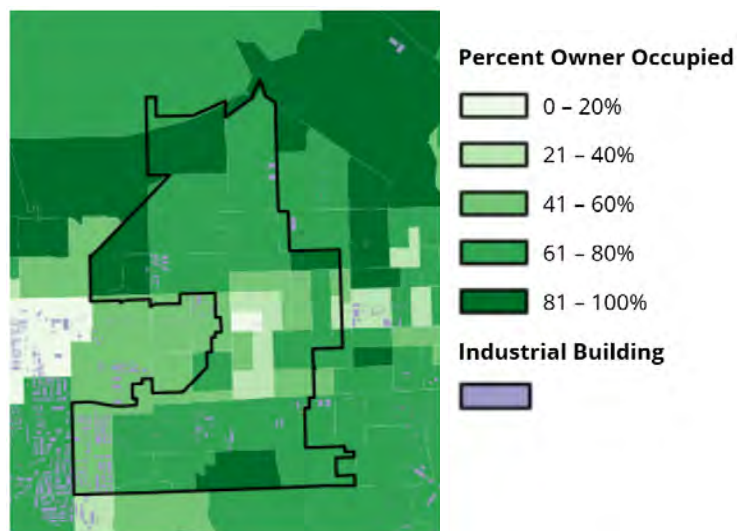 Percent Owner Occupied
0 – 20%
21 – 40%
41 – 60%
61 – 80%
81 – 100%
Industrial Building